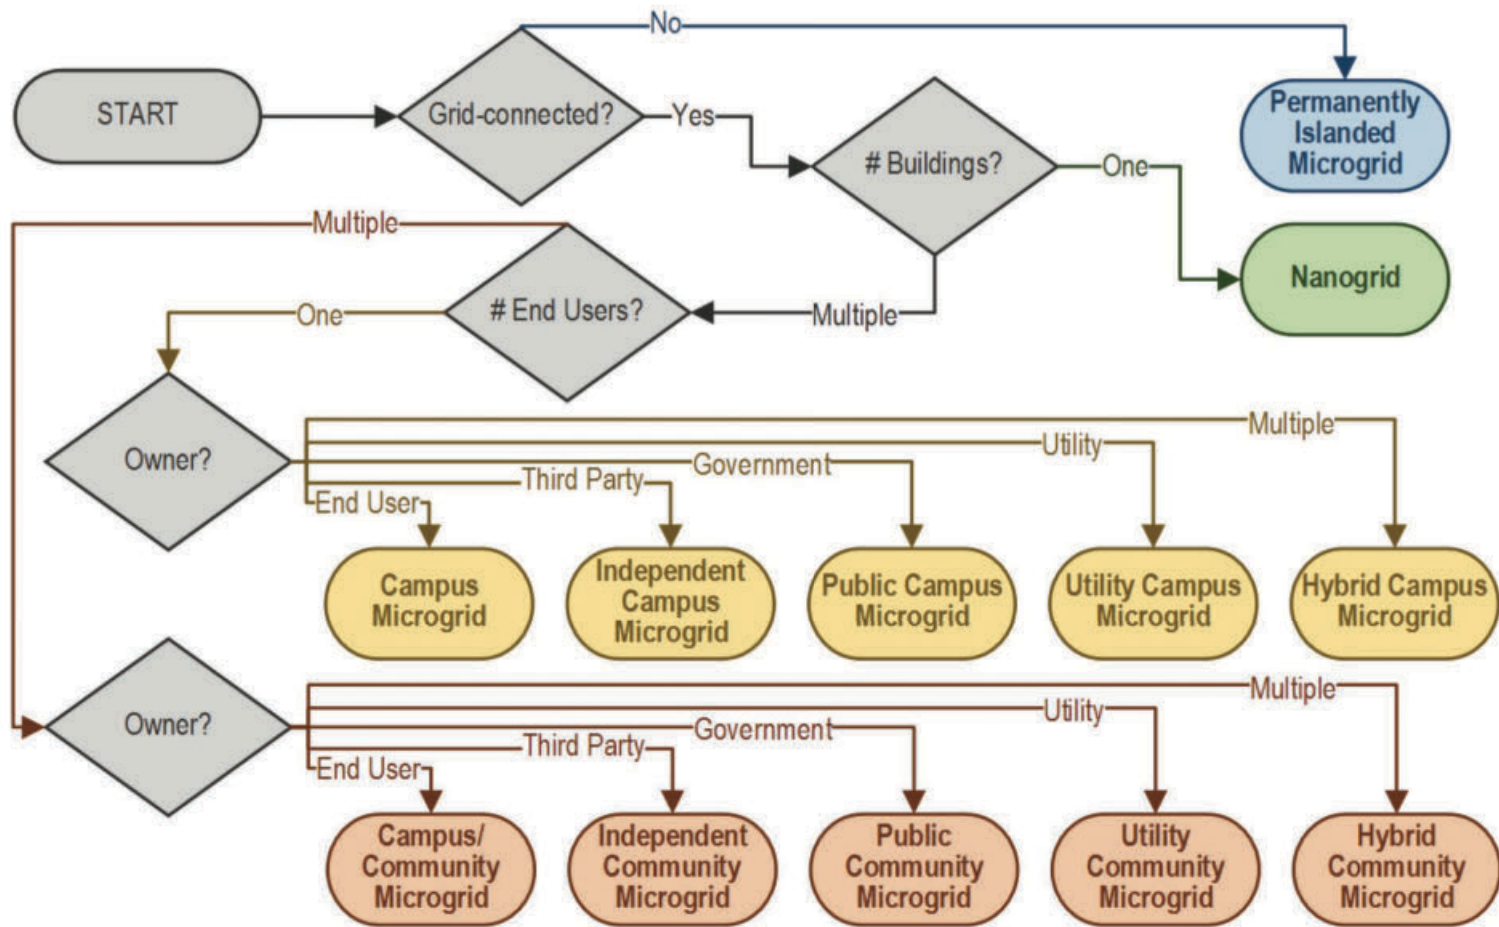 No
START
Grid-connected?
Yes
# Buildings?
One
Permanently
Islanded
Microgrid
Multiple
# End Users?
One
Multiple
Nanogrid
Owner?
Multiple
Utility
Government
Third Party
End User
Campus
Microgrid
Independent
Campus
Microgrid
Public Campus
Microgrid
Utility Campus
Microgrid
Hybrid Campus
Microgrid
Owner?
Multiple
Utility
Government
Third Party
End User
Campus/
Community
Microgrid
Independent
Community
Microgrid
Public
Community
Microgrid
Utility
Community
Microgrid
Hybrid
Community
Microgrid